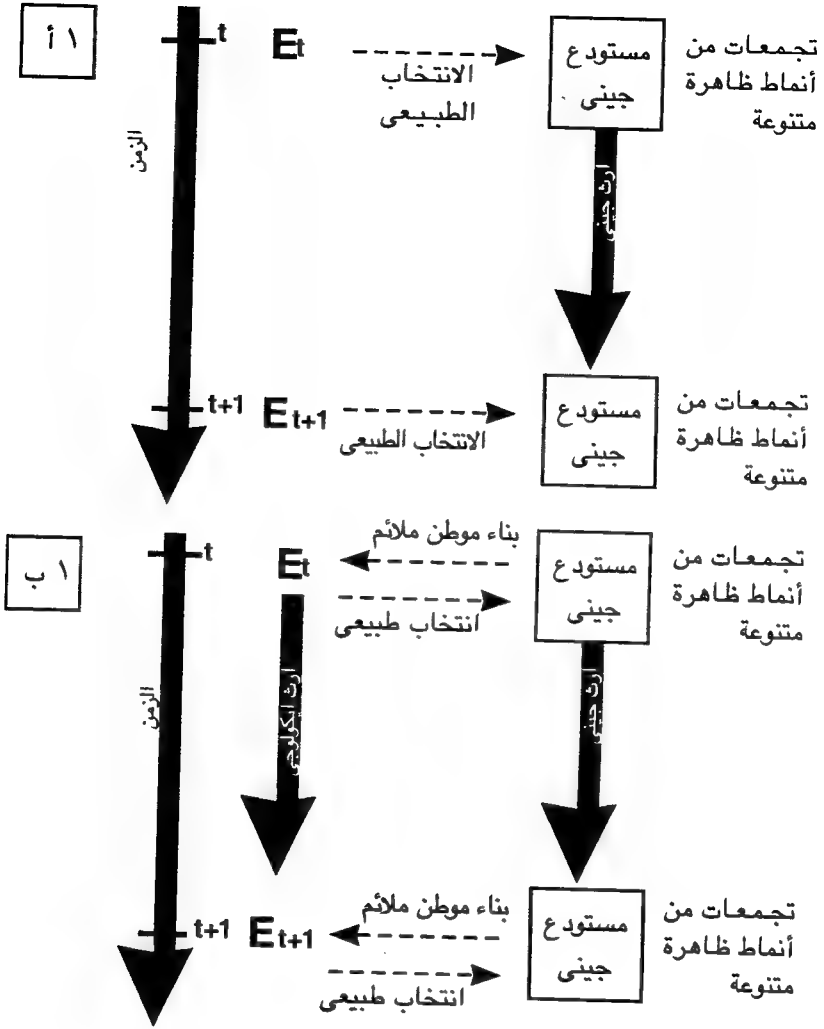 ١ أ
t
Et
الانتخاب
الطبيعى
مستودع
جينى
تجمعات من
أنماط ظاهرة
متنوعة
الزمن
ارث جينى
t+1
Et+1
الانتخاب الطبيعى
مستودع
جينى
تجمعات من
أنماط ظاهرة
متنوعة
١ ب
t
Et
بناء موطن ملائم
انتخاب طبيعى
مستودع
جينى
تجمعات من
أنماط ظاهرة
متنوعة
الزمن
ارث ايكولوجى
ارث جينى
t+1
Et+1
بناء موطن ملائم
انتخاب طبيعى
مستودع
جينى
تجمعات من
أنماط ظاهرة
متنوعة